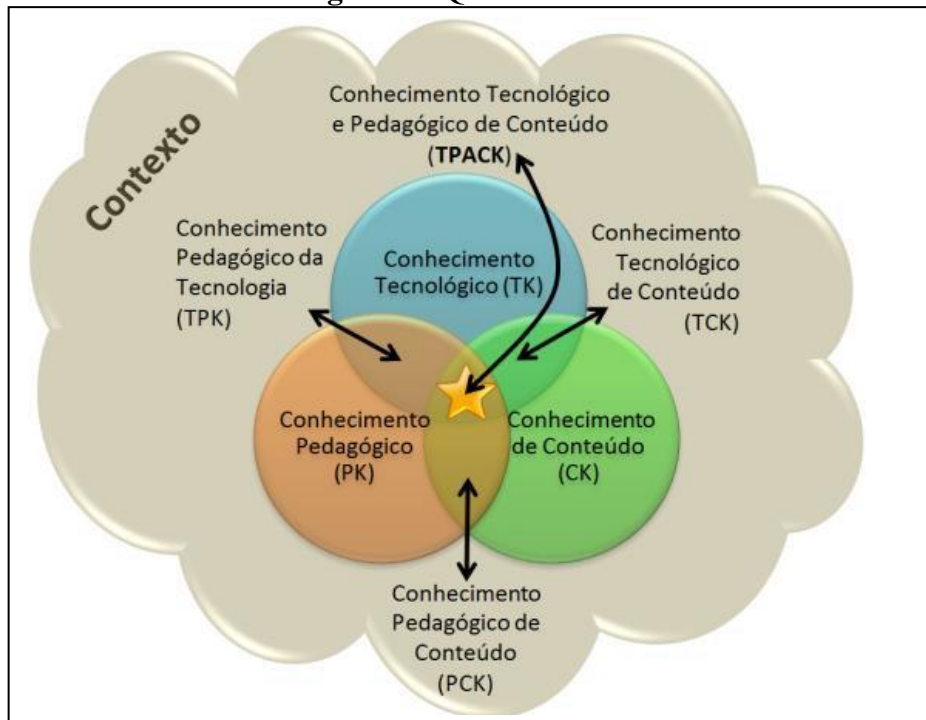 Contexto
Conhecimento Tecnológico
e Pedagógico de Conteúdo
(TPACK)
Conhecimento
Pedagógico da
Tecnologia
(TPK)
Conhecimento
Tecnológico (TK)
Conhecimento
Tecnológico
de Conteúdo
(TCK)
Conhecimento
Pedagógico
(PK)
Conhecimento
de Conteúdo
(CK)
Conhecimento
Pedagógico de
Conteúdo
(PCK)